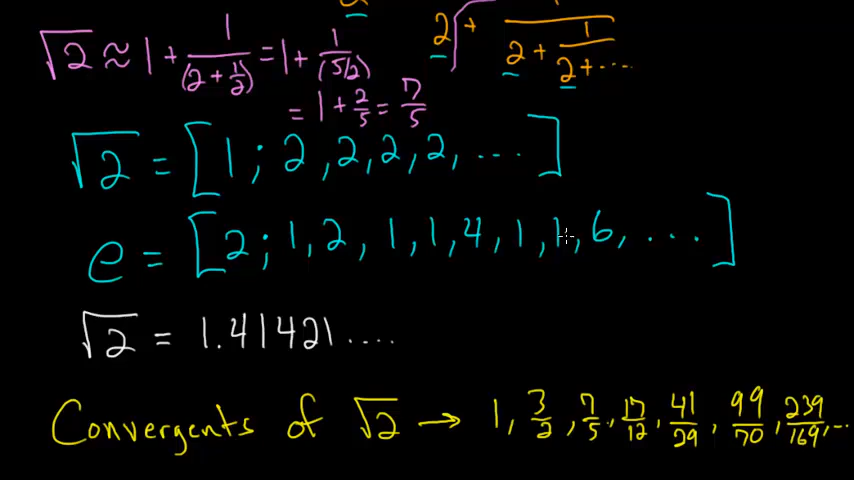 √2 ≈ 1 + 1/(2 + 1/2) = 1 + 1/(5/2)
= 1 + 2/5 = 7/5
2 + 1/(2 + 1/(2 + ...
√2 = [1; 2, 2, 2, 2, ...]
e = [2; 1, 2, 1, 1, 4, 1, 1, 6, ....]
√2 = 1.41421....
Convergents of √2 → 1, 3/2, 7/5, 17/12, 41/29, 99/70, 239/169, ...